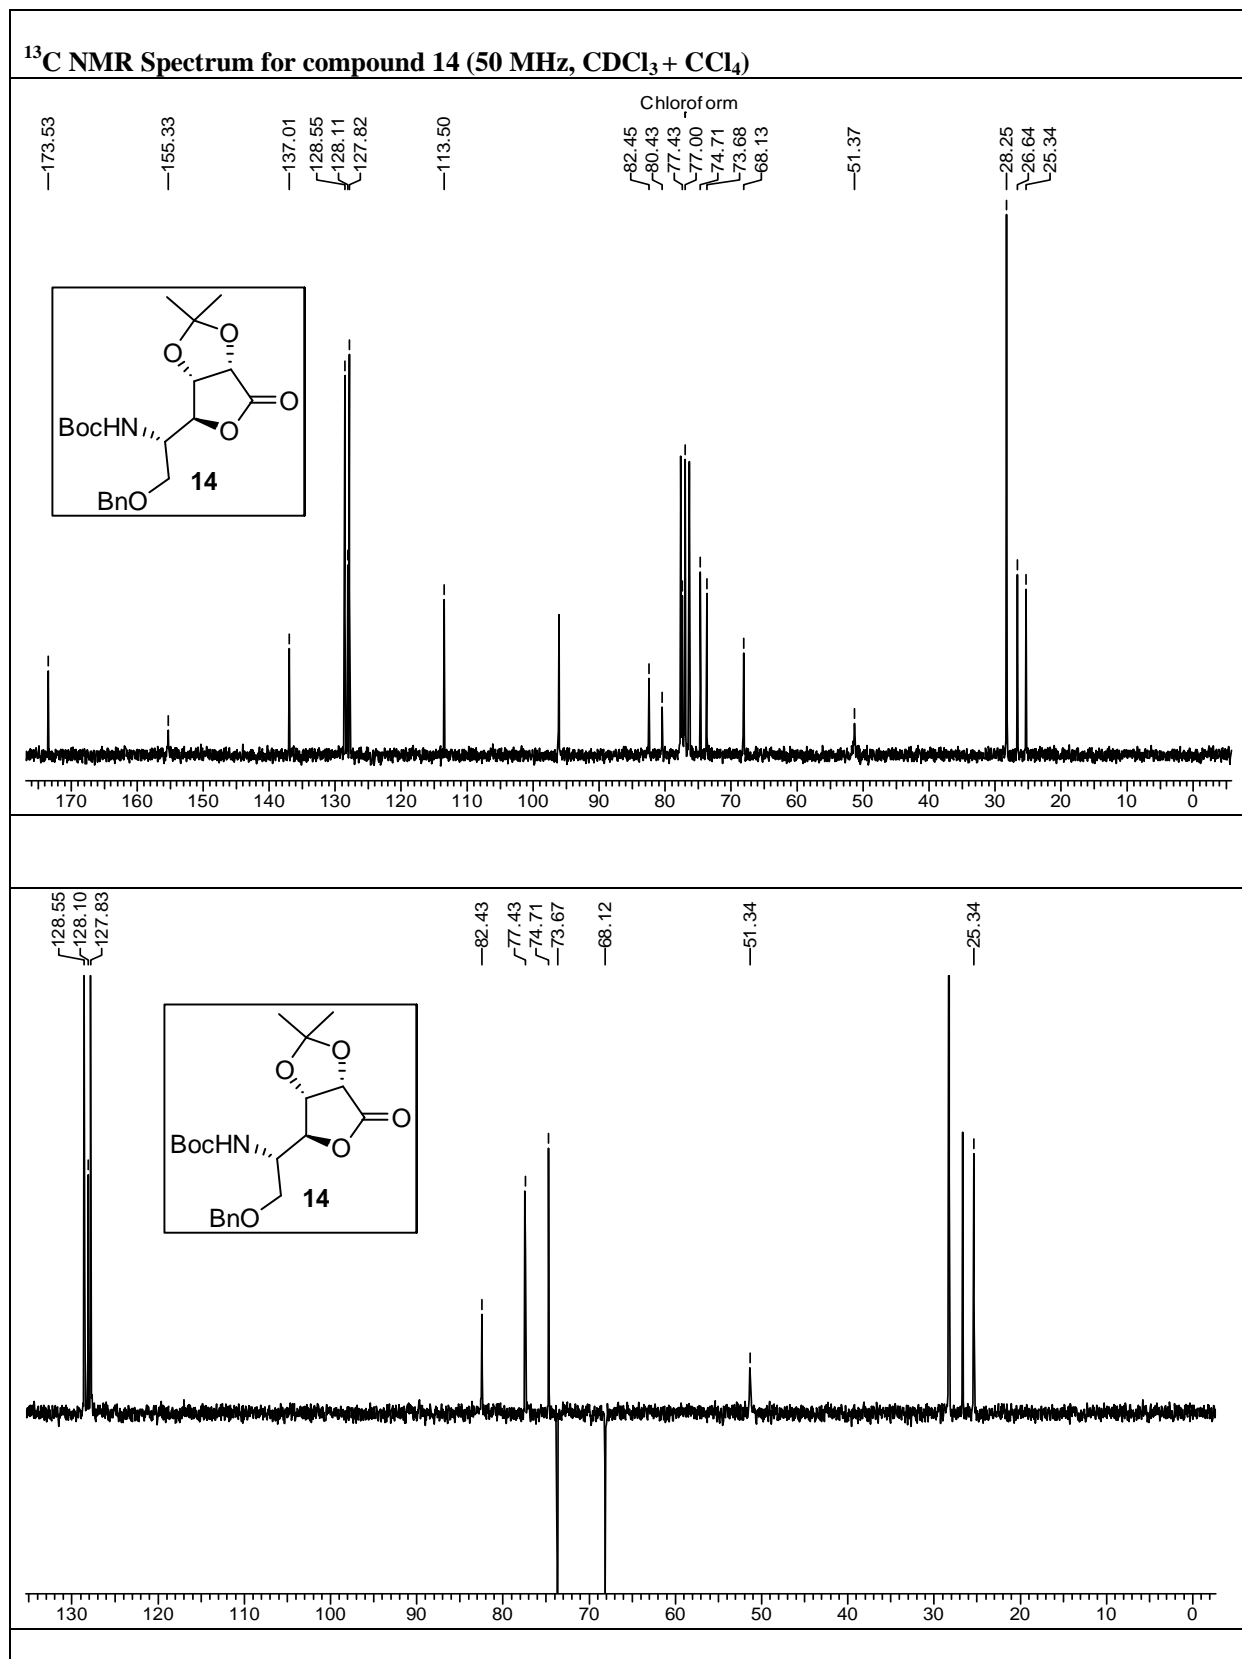 ¹³C NMR Spectrum for compound 14 (50 MHz, CDCl₃ + CCl₄)
Chloroform
173.53
155.33
137.01
128.55
128.11
127.82
113.50
82.45
80.43
77.43
77.00
74.71
73.68
68.13
51.37
28.25
26.64
25.34
O
O
O
O
BocHN
14
BnO
170 160 150 140 130 120 110 100 90 80 70 60 50 40 30 20 10 0
128.55
128.10
127.83
82.43
77.43
74.71
73.67
68.12
51.34
25.34
O
O
O
O
BocHN
14
BnO
130 120 110 100 90 80 70 60 50 40 30 20 10 0